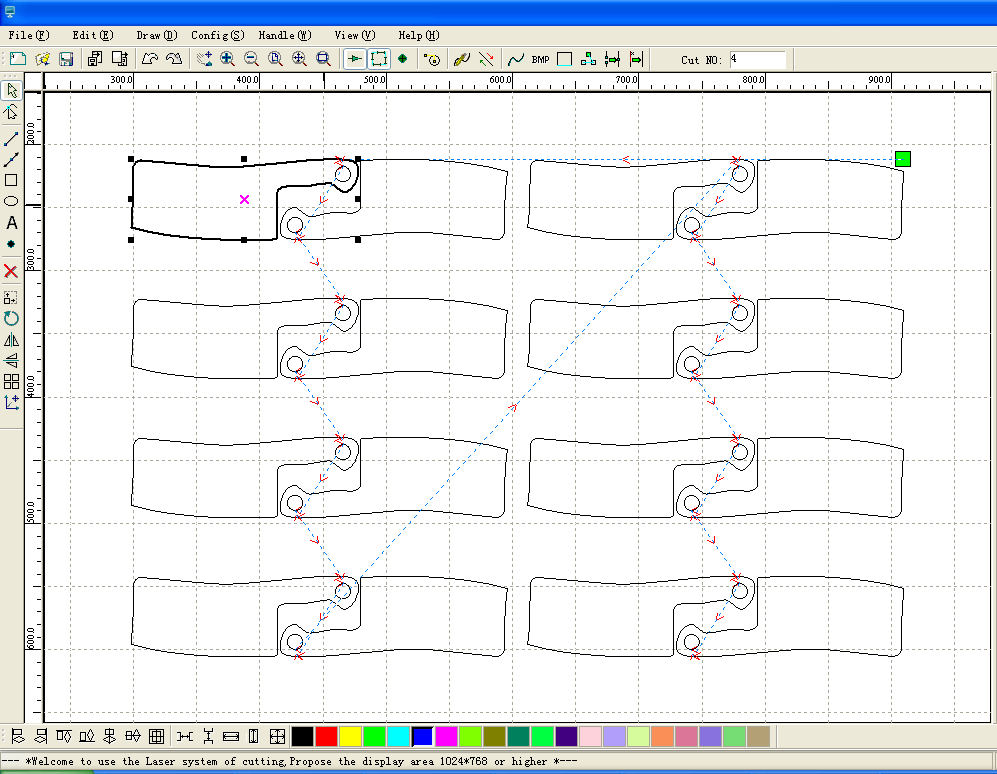 File(F) Edit(E) Draw(D) Config(S) Handle(W) View(V) Help(H)
BMP Cut NO: 4
300.0 400.0 500.0 600.0 700.0 800.0 900.0
A
200.0
300.0
400.0
500.0
600.0
--- *Welcome to use the Laser system of cutting,Propose the display area 1024*768 or higher *---